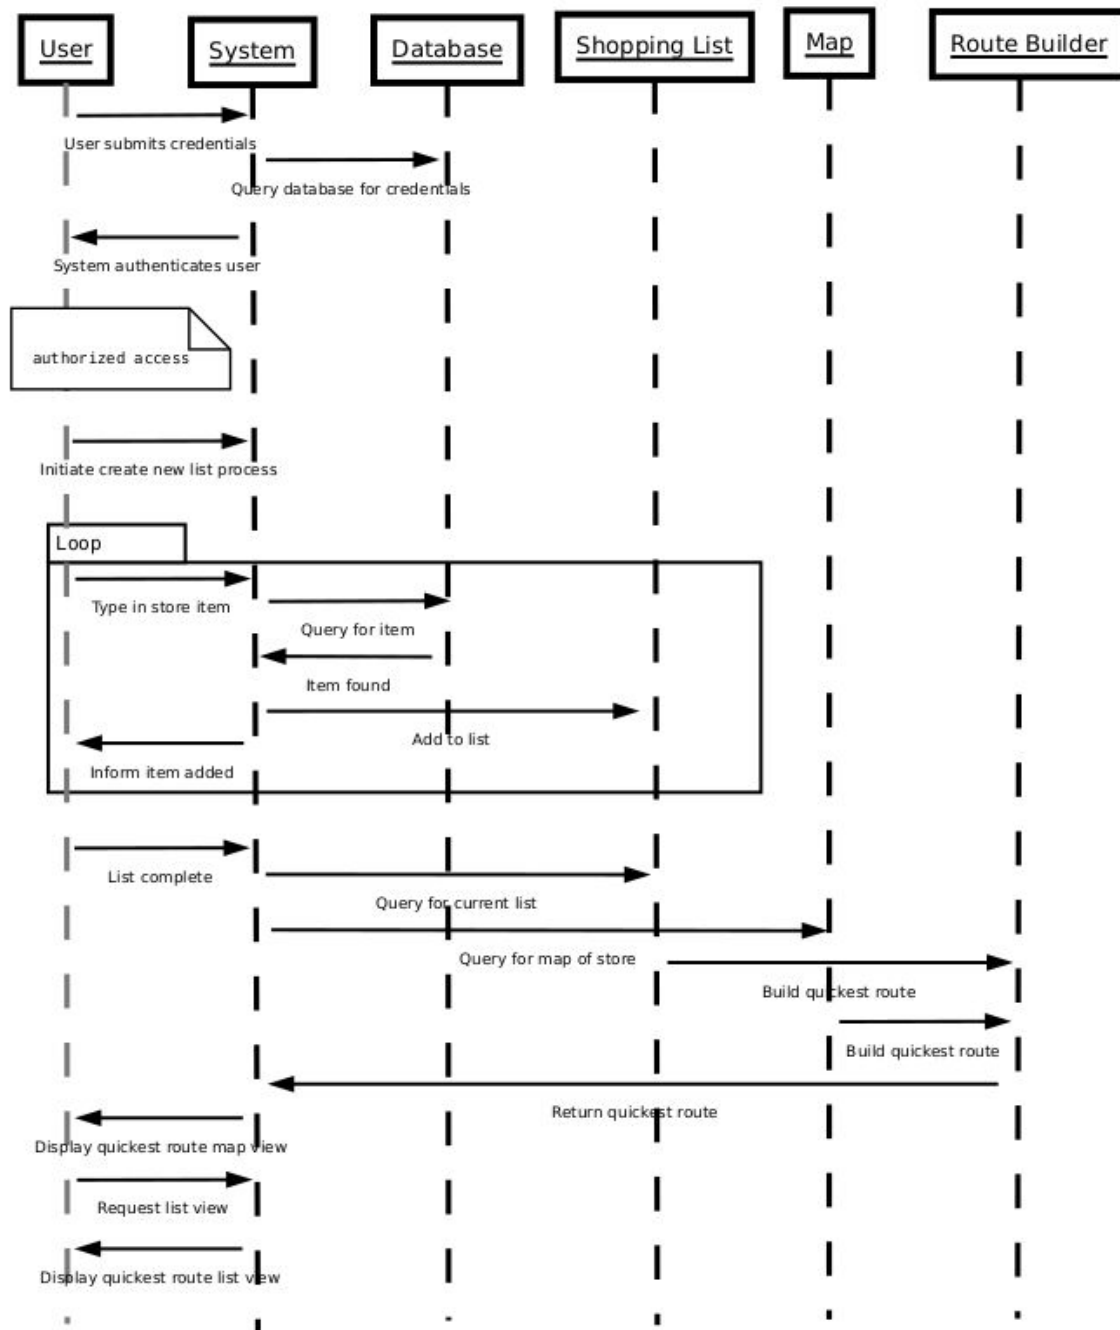 User
System
Database
Shopping List
Map
Route Builder
User submits credentials
Query database for credentials
System authenticates user
authorized access
Initiate create new list process
Loop
Type in store item
Query for item
Item found
Add to list
Inform item added
List complete
Query for current list
Query for map of store
Build quickest route
Build quickest route
Return quickest route
Display quickest route map view
Request list view
Display quickest route list view